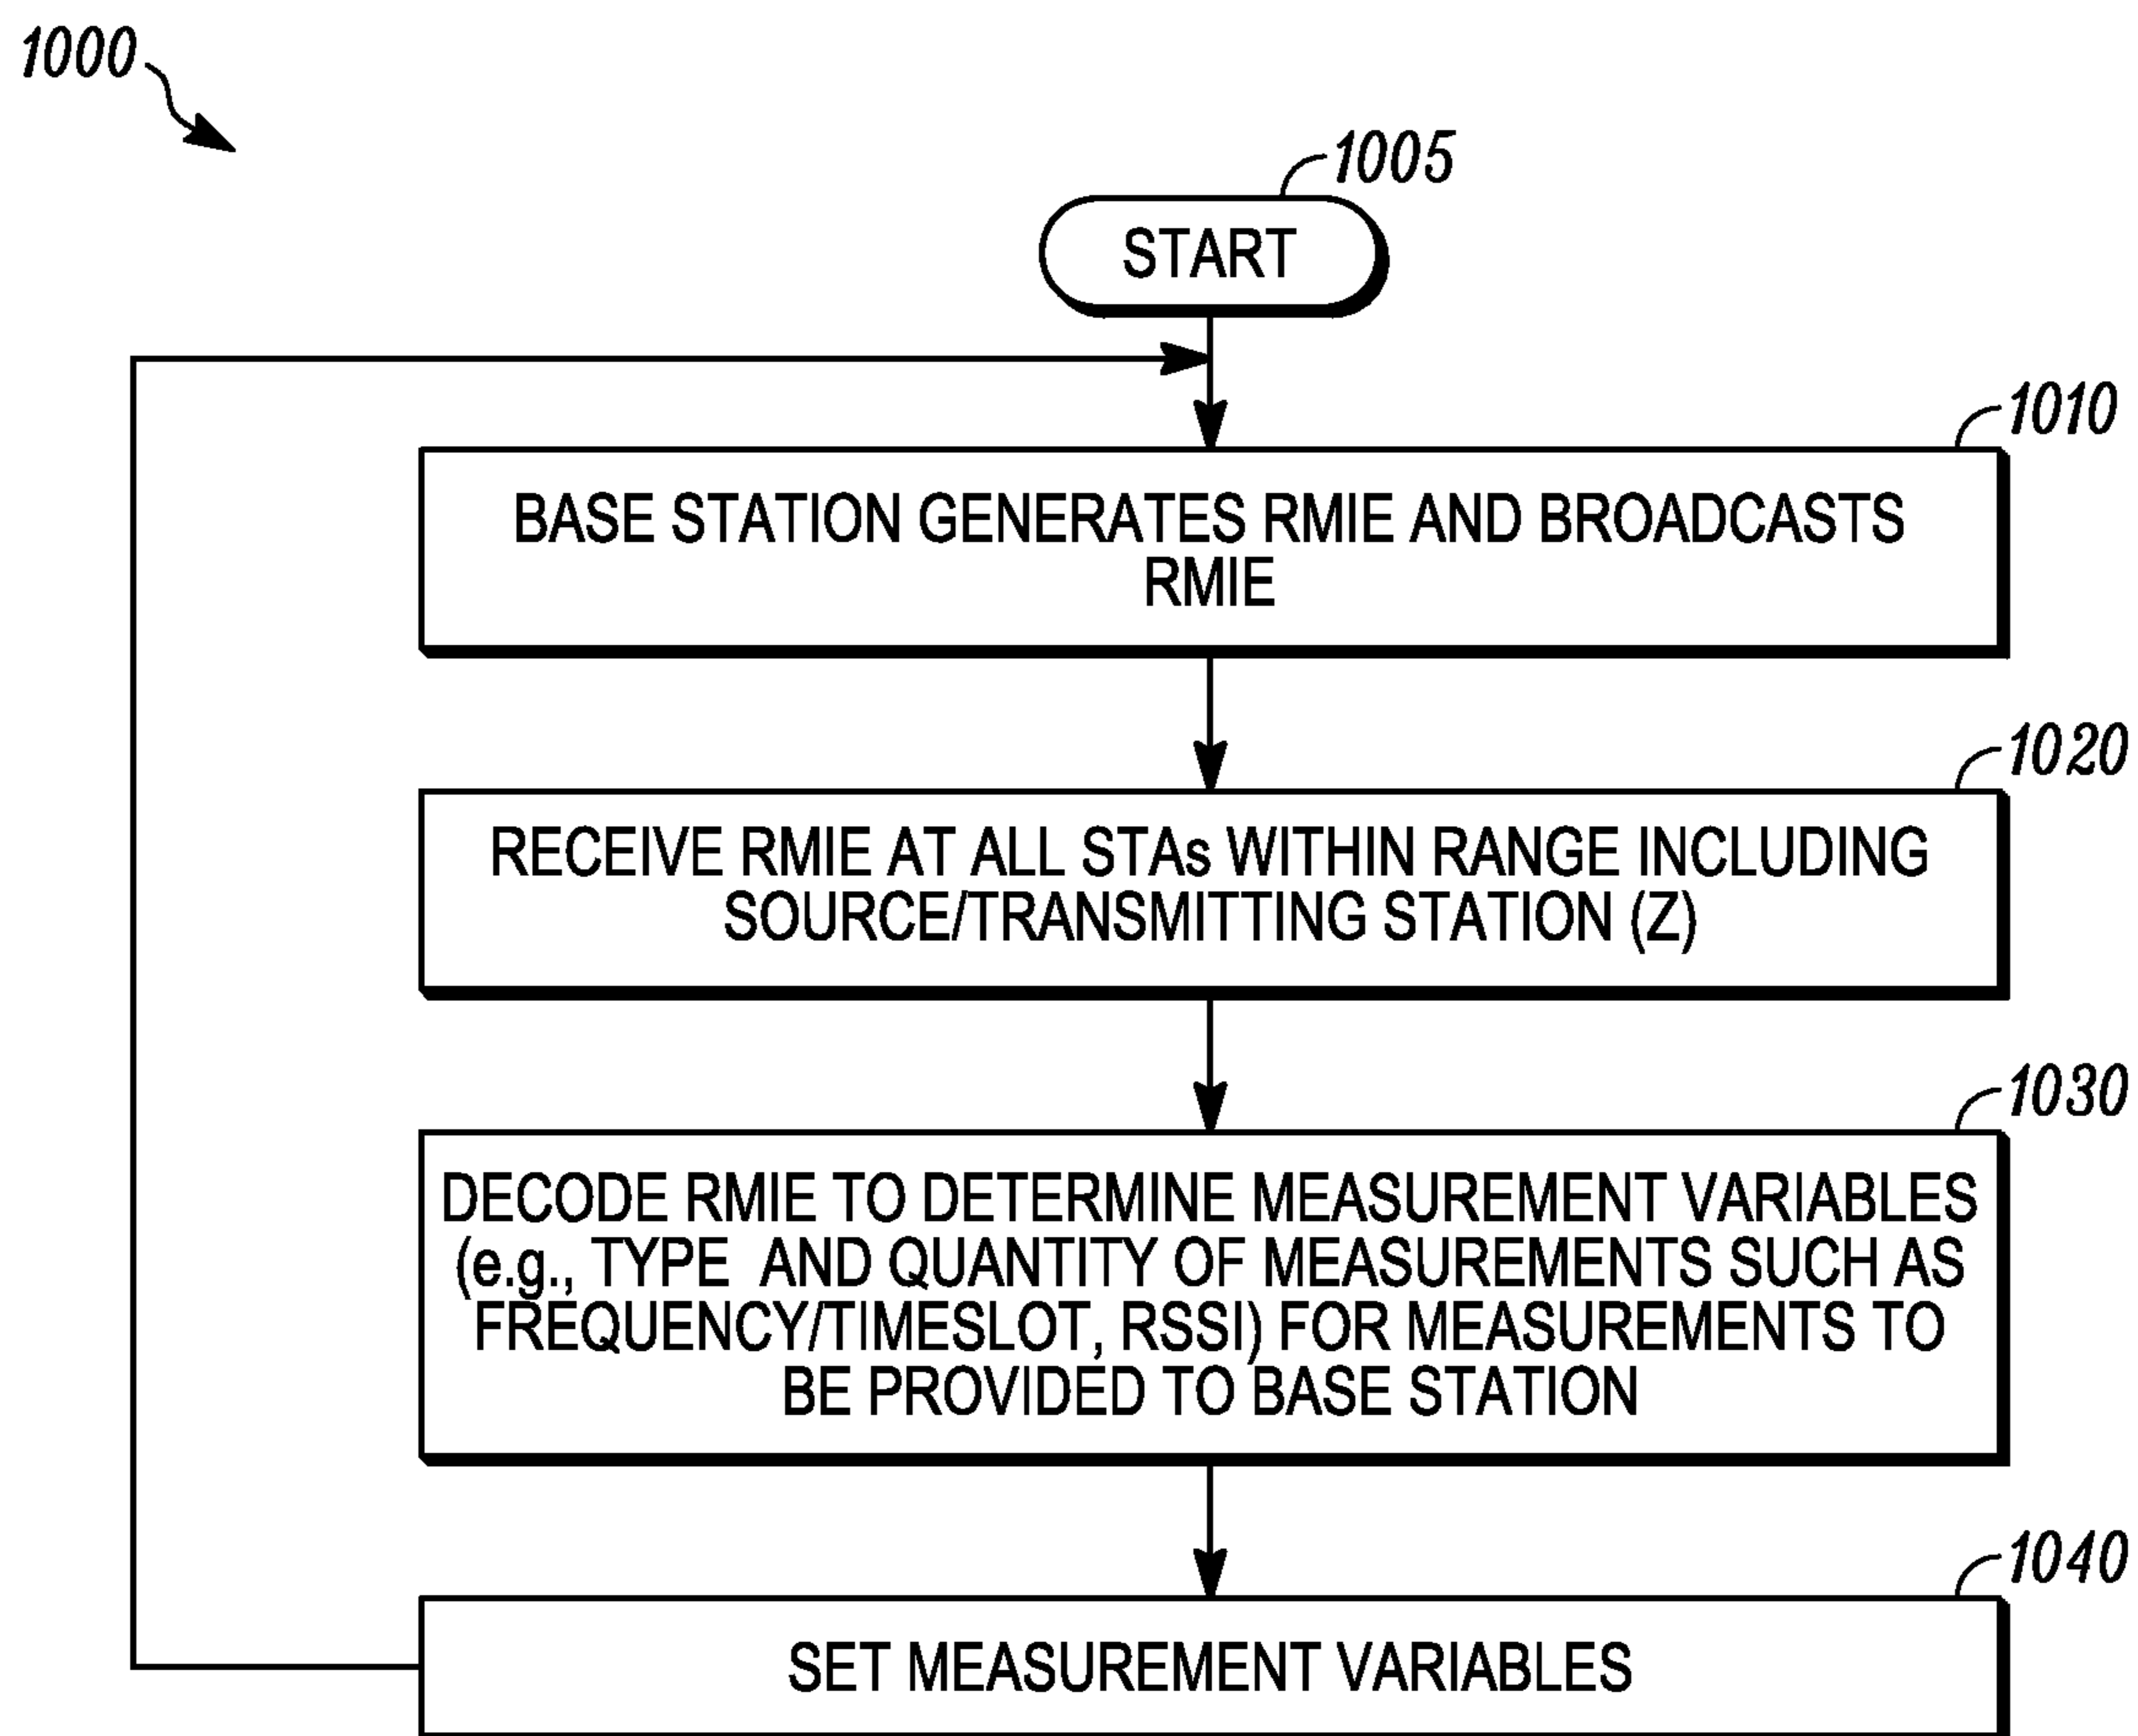 1000
1005
START
1010
BASE STATION GENERATES RMIE AND BROADCASTS
RMIE
1020
RECEIVE RMIE AT ALL STAs WITHIN RANGE INCLUDING
SOURCE/TRANSMITTING STATION (Z)
1030
DECODE RMIE TO DETERMINE MEASUREMENT VARIABLES
(e.g., TYPE AND QUANTITY OF MEASUREMENTS SUCH AS
FREQUENCY/TIMESLOT, RSSI) FOR MEASUREMENTS TO
BE PROVIDED TO BASE STATION
1040
SET MEASUREMENT VARIABLES